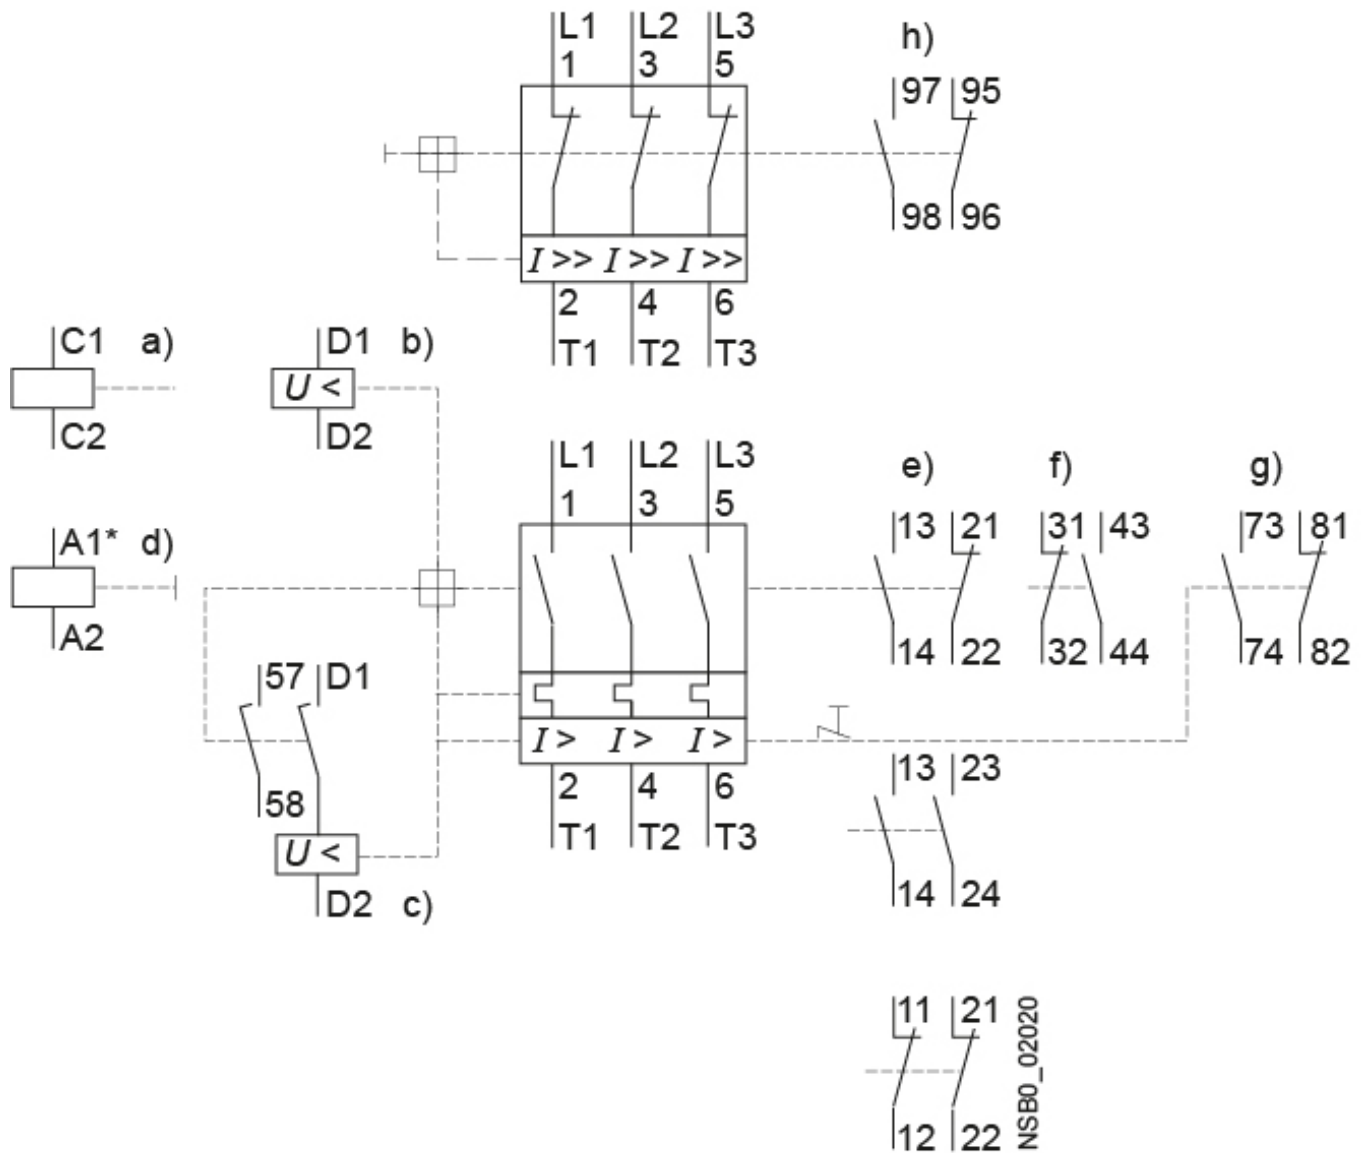 L1 L2 L3 h)
1 3 5
97 95
98 96
I >> I >> I >>
2 4 6
T1 T2 T3
C1 a) D1 b)
U <
C2 D2
L1 L2 L3 e) f) g)
1 3 5
13 21 31 43 73 81
A1* d)
A2
14 22 32 44 74 82
57 D1
I > I > I >
58
2 4 6 13 23
T1 T2 T3
U <
D2 c) 14 24
11 21
12 22
NSB0_02020